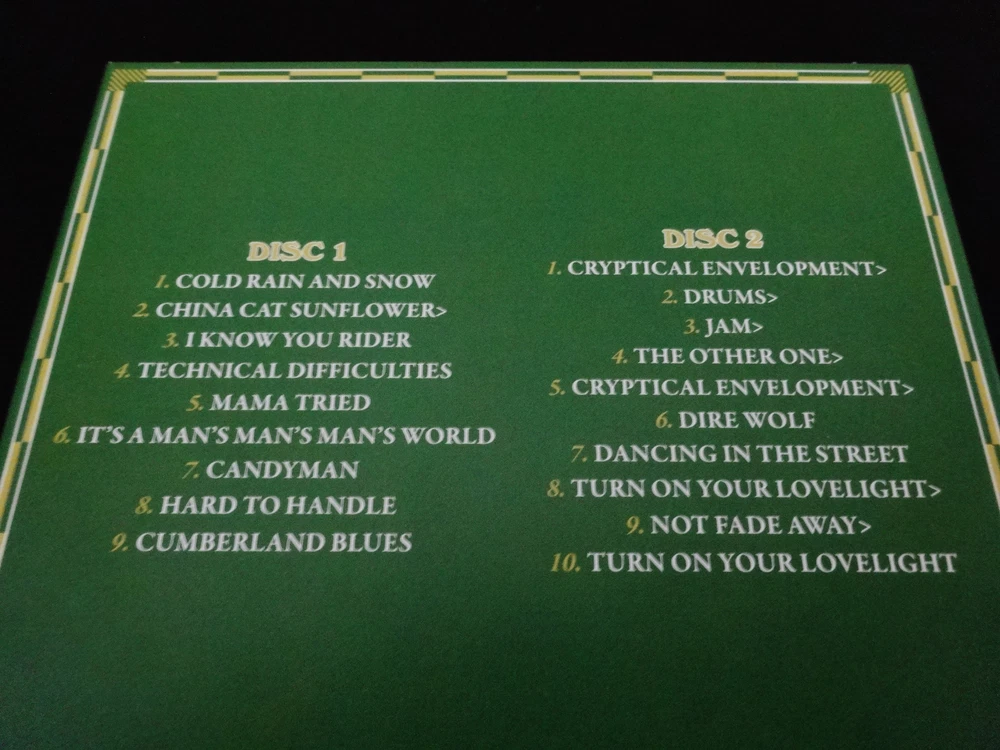 DISC 1
1. COLD RAIN AND SNOW
2. CHINA CAT SUNFLOWER>
3. I KNOW YOU RIDER
4. TECHNICAL DIFFICULTIES
5. MAMA TRIED
6. IT'S A MAN'S MAN'S MAN'S WORLD
7. CANDYMAN
8. HARD TO HANDLE
9. CUMBERLAND BLUES
DISC 2
1. CRYPTICAL ENVELOPMENT>
2. DRUMS>
3. JAM>
4. THE OTHER ONE>
5. CRYPTICAL ENVELOPMENT>
6. DIRE WOLF
7. DANCING IN THE STREET
8. TURN ON YOUR LOVELIGHT>
9. NOT FADE AWAY>
10. TURN ON YOUR LOVELIGHT